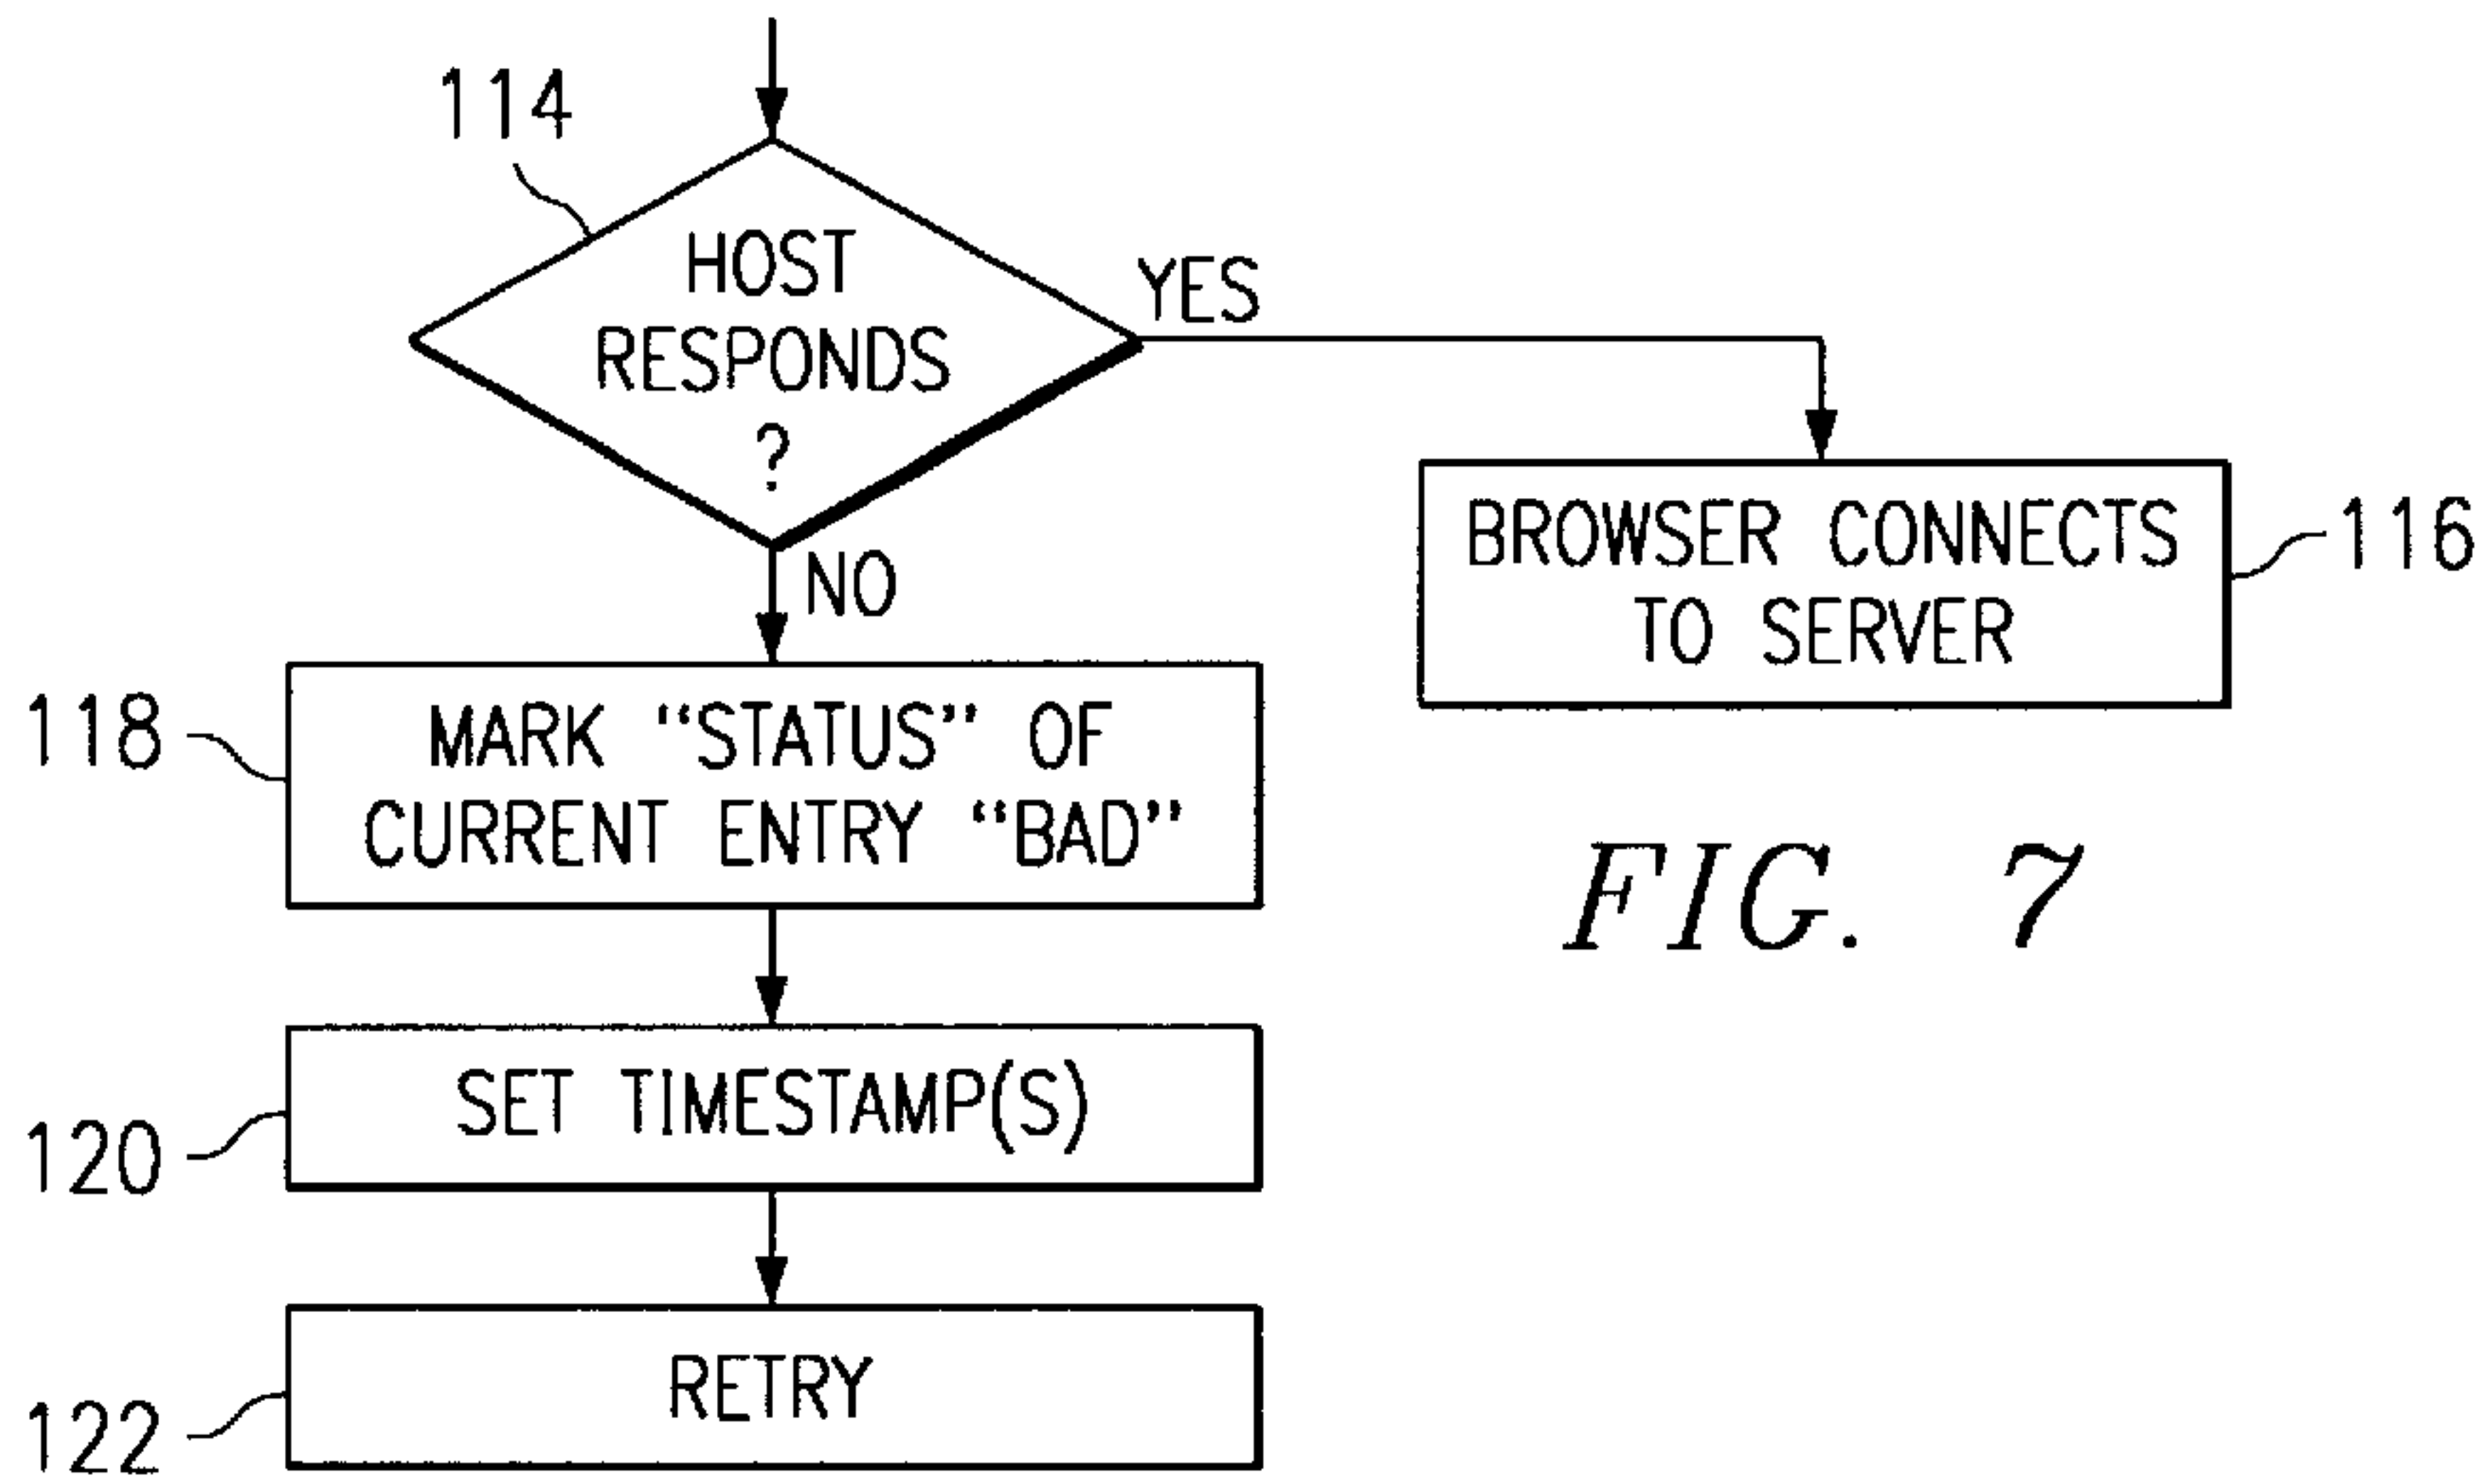 114
HOST
RESPONDS
?
YES
NO
BROWSER CONNECTS
TO SERVER
116
118
MARK “STATUS” OF
CURRENT ENTRY “BAD”
FIG. 7
120
SET TIMESTAMP(S)
122
RETRY